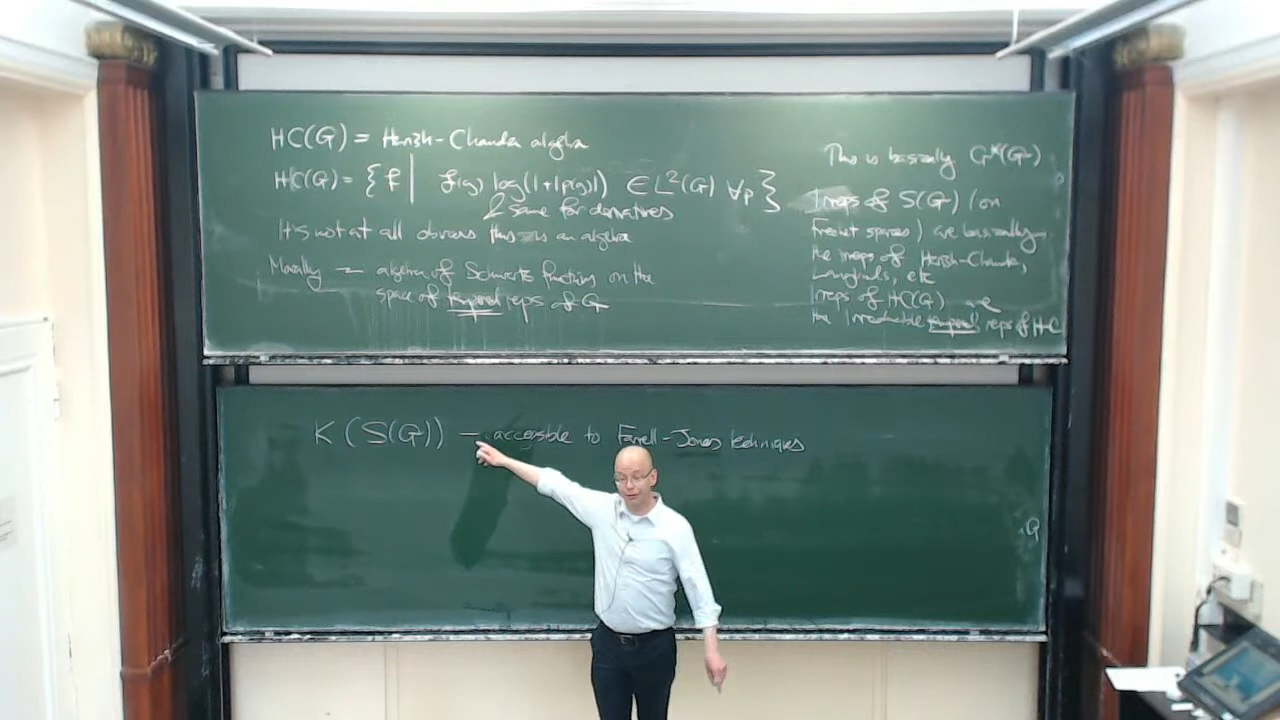 HC(G) = Harish-Chandra algebra
HC(G) = { f | f(g) log(1+|p(g)|) ∈ L²(G) ∀p }
& same for derivatives
It is not at all obvious this is an algebra
Morally — algebra of Schwartz functions on the
space of tempered reps of G
This is basically
Irreps of S(G) (on
Frechet spaces) are basically
the irreps of Harish-Chandra,
Langlands, etc
Irreps of HC(G) are
the irreducible tempered reps of H-C
K(S(G)) — accessible to Farrell-Jones techniques